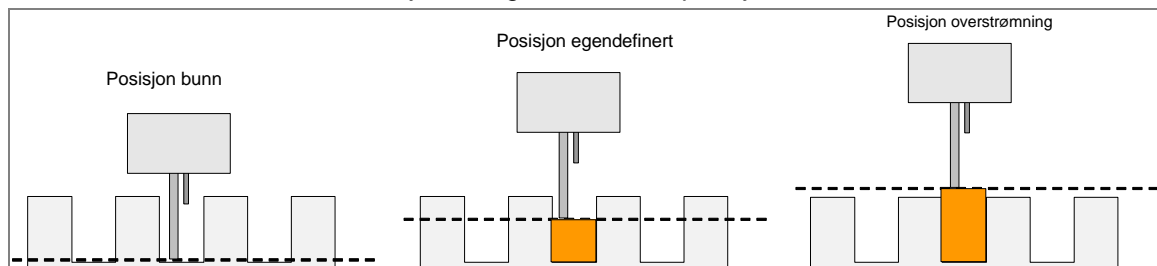 Posisjon bunn
Posisjon egendefinert
Posisjon overstrømning